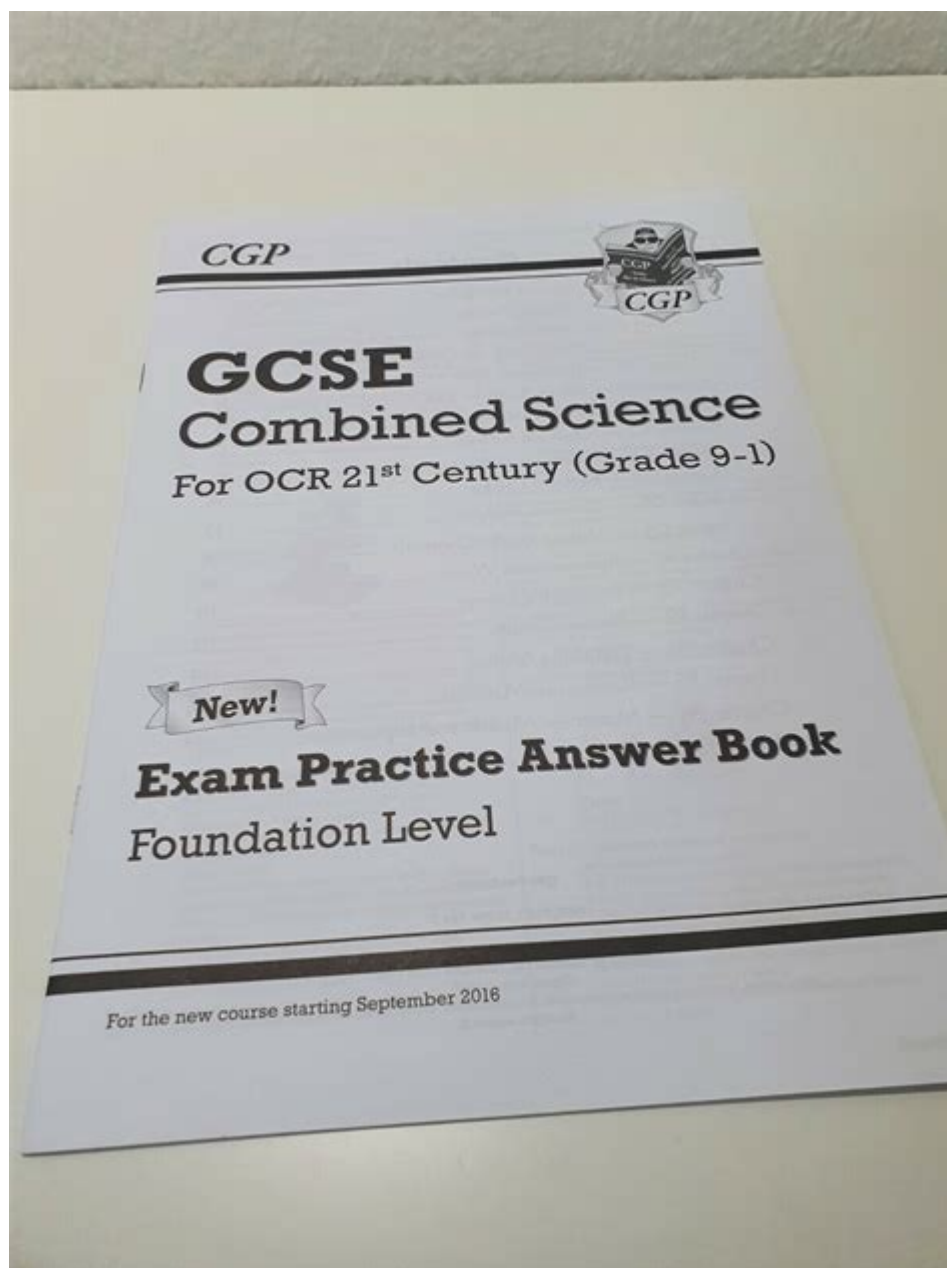 CGP
CGP
CGP
GCSE
Combined Science
For OCR 21st Century (Grade 9-1)
New!
Exam Practice Answer Book
Foundation Level
For the new course starting September 2016